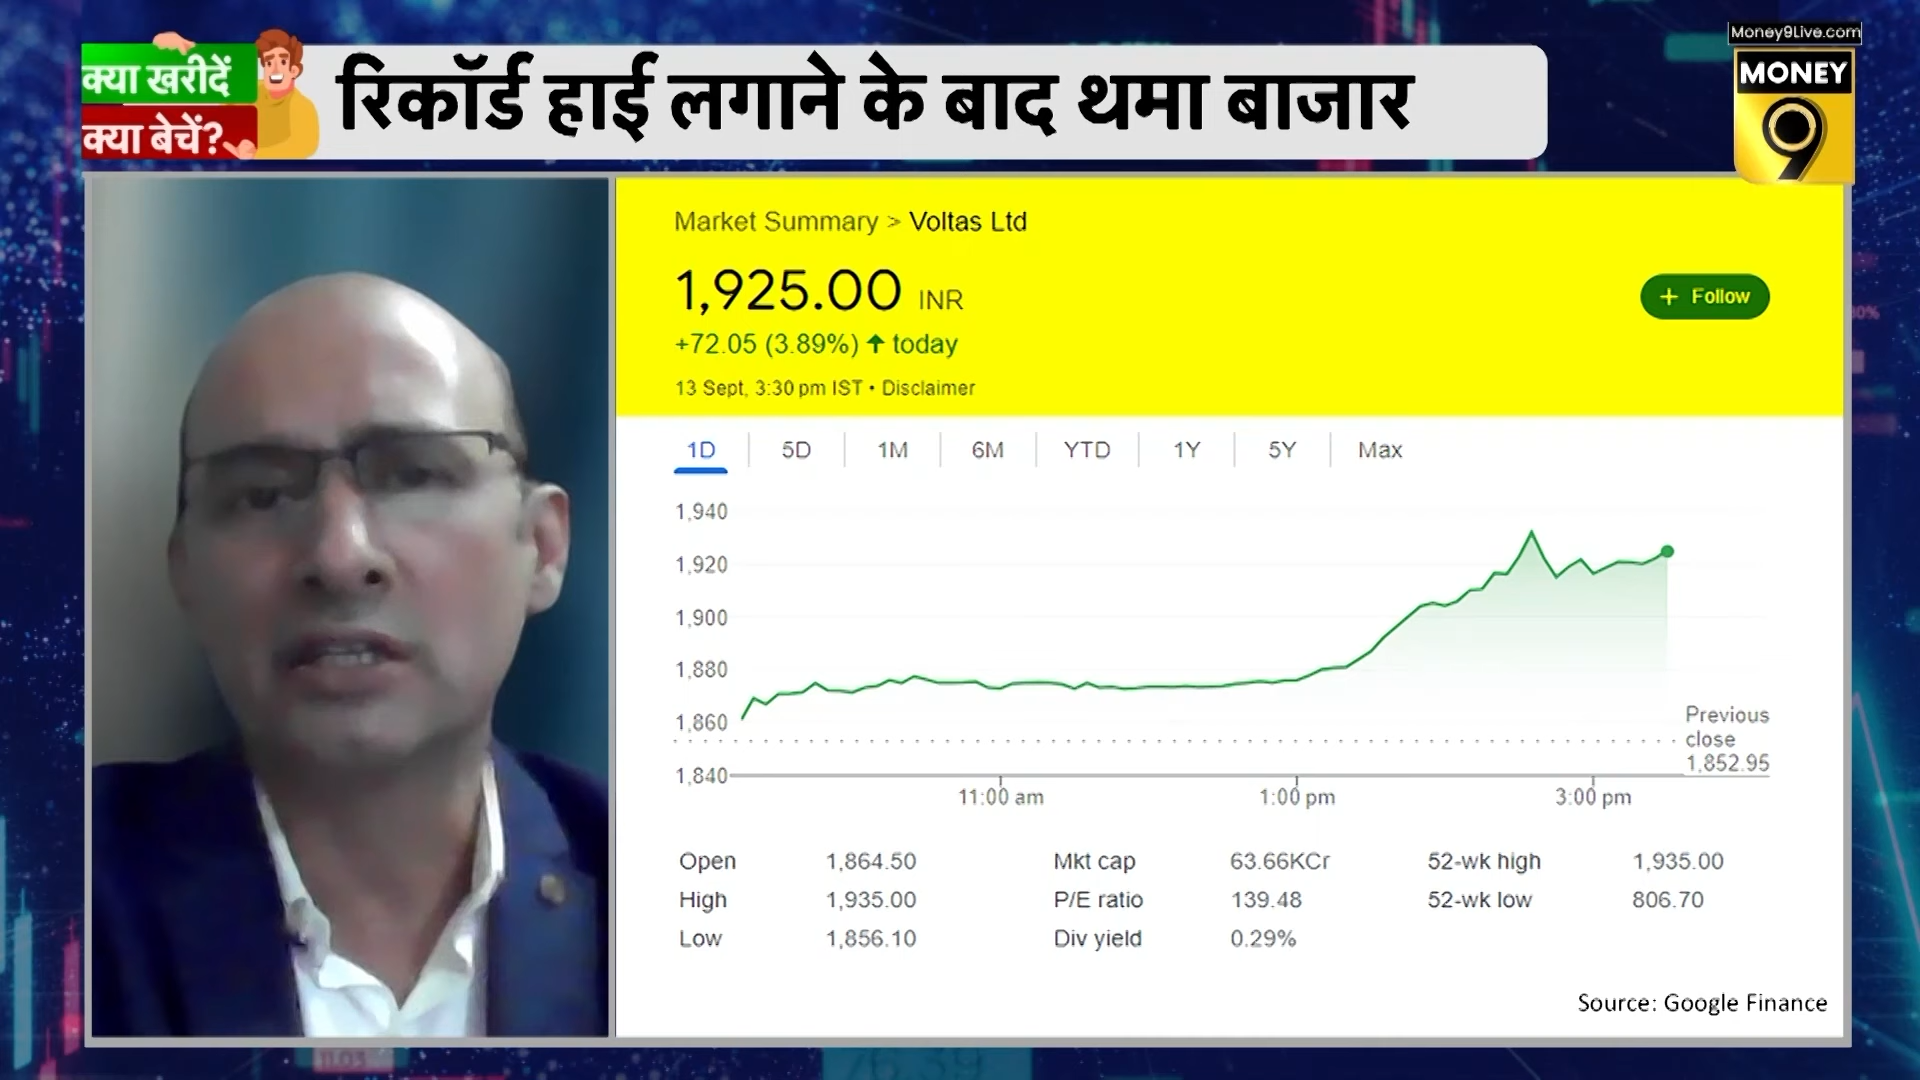 Money9Live.com
MONEY
9
क्या खरीदें
क्या बेचें?
रिकॉर्ड हाई लगाने के बाद थमा बाजार
Market Summary > Voltas Ltd
1,925.00 INR
+ Follow
+72.05 (3.89%) ↑ today
13 Sept, 3:30 pm IST • Disclaimer
1D 5D 1M 6M YTD 1Y 5Y Max
1,940
1,920
1,900
1,880
1,860
1,840
Previous
close
1,852.95
11:00 am 1:00 pm 3:00 pm
Open 1,864.50 Mkt cap 63.66KCr 52-wk high 1,935.00
High 1,935.00 P/E ratio 139.48 52-wk low 806.70
Low 1,856.10 Div yield 0.29%
Source: Google Finance